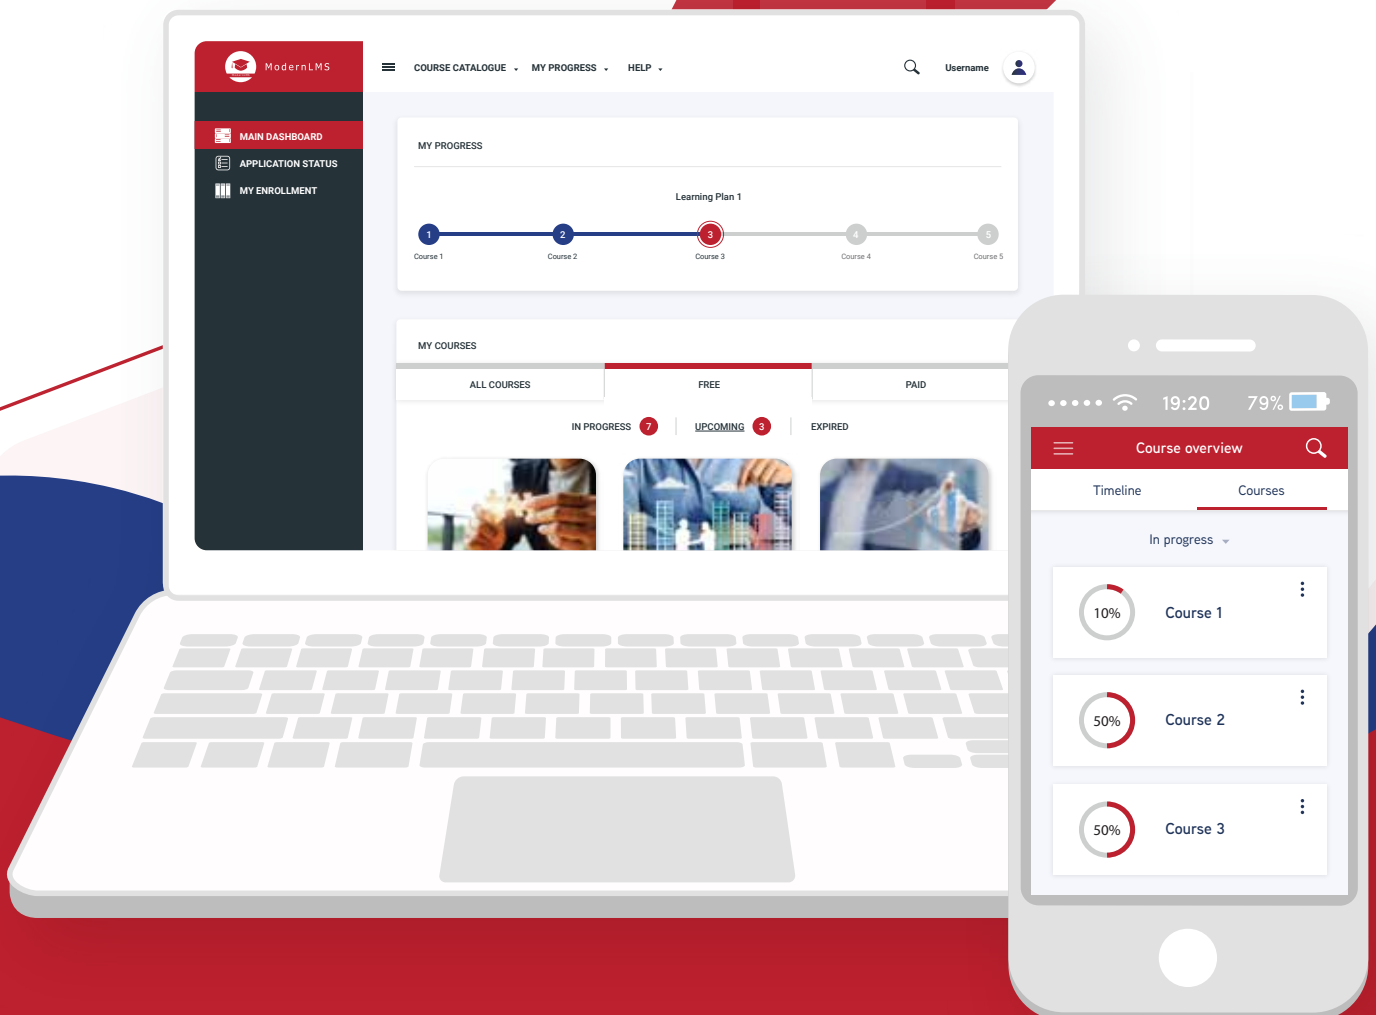 ModernLMS
COURSE CATALOGUE MY PROGRESS HELP
Username
MAIN DASHBOARD
APPLICATION STATUS
MY ENROLLMENT
MY PROGRESS
Learning Plan 1
1 2 3 4 5
Course 1 Course 2 Course 3 Course 4 Course 5
MY COURSES
ALL COURSES FREE PAID
IN PROGRESS 7 UPCOMING 3 EXPIRED
19:20 79%
Course overview
Timeline Courses
In progress
10% Course 1
50% Course 2
50% Course 3